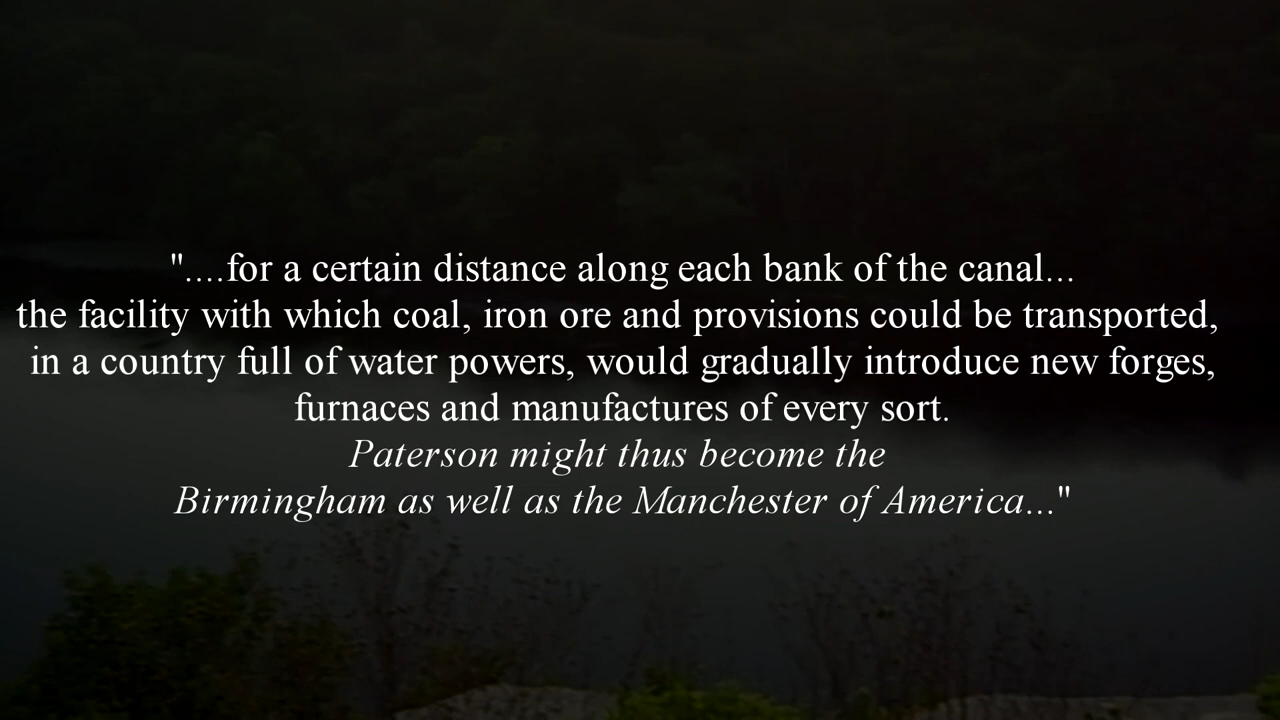 "....for a certain distance along each bank of the canal...
the facility with which coal, iron ore and provisions could be transported,
in a country full of water powers, would gradually introduce new forges,
furnaces and manufactures of every sort.
Paterson might thus become the
Birmingham as well as the Manchester of America..."